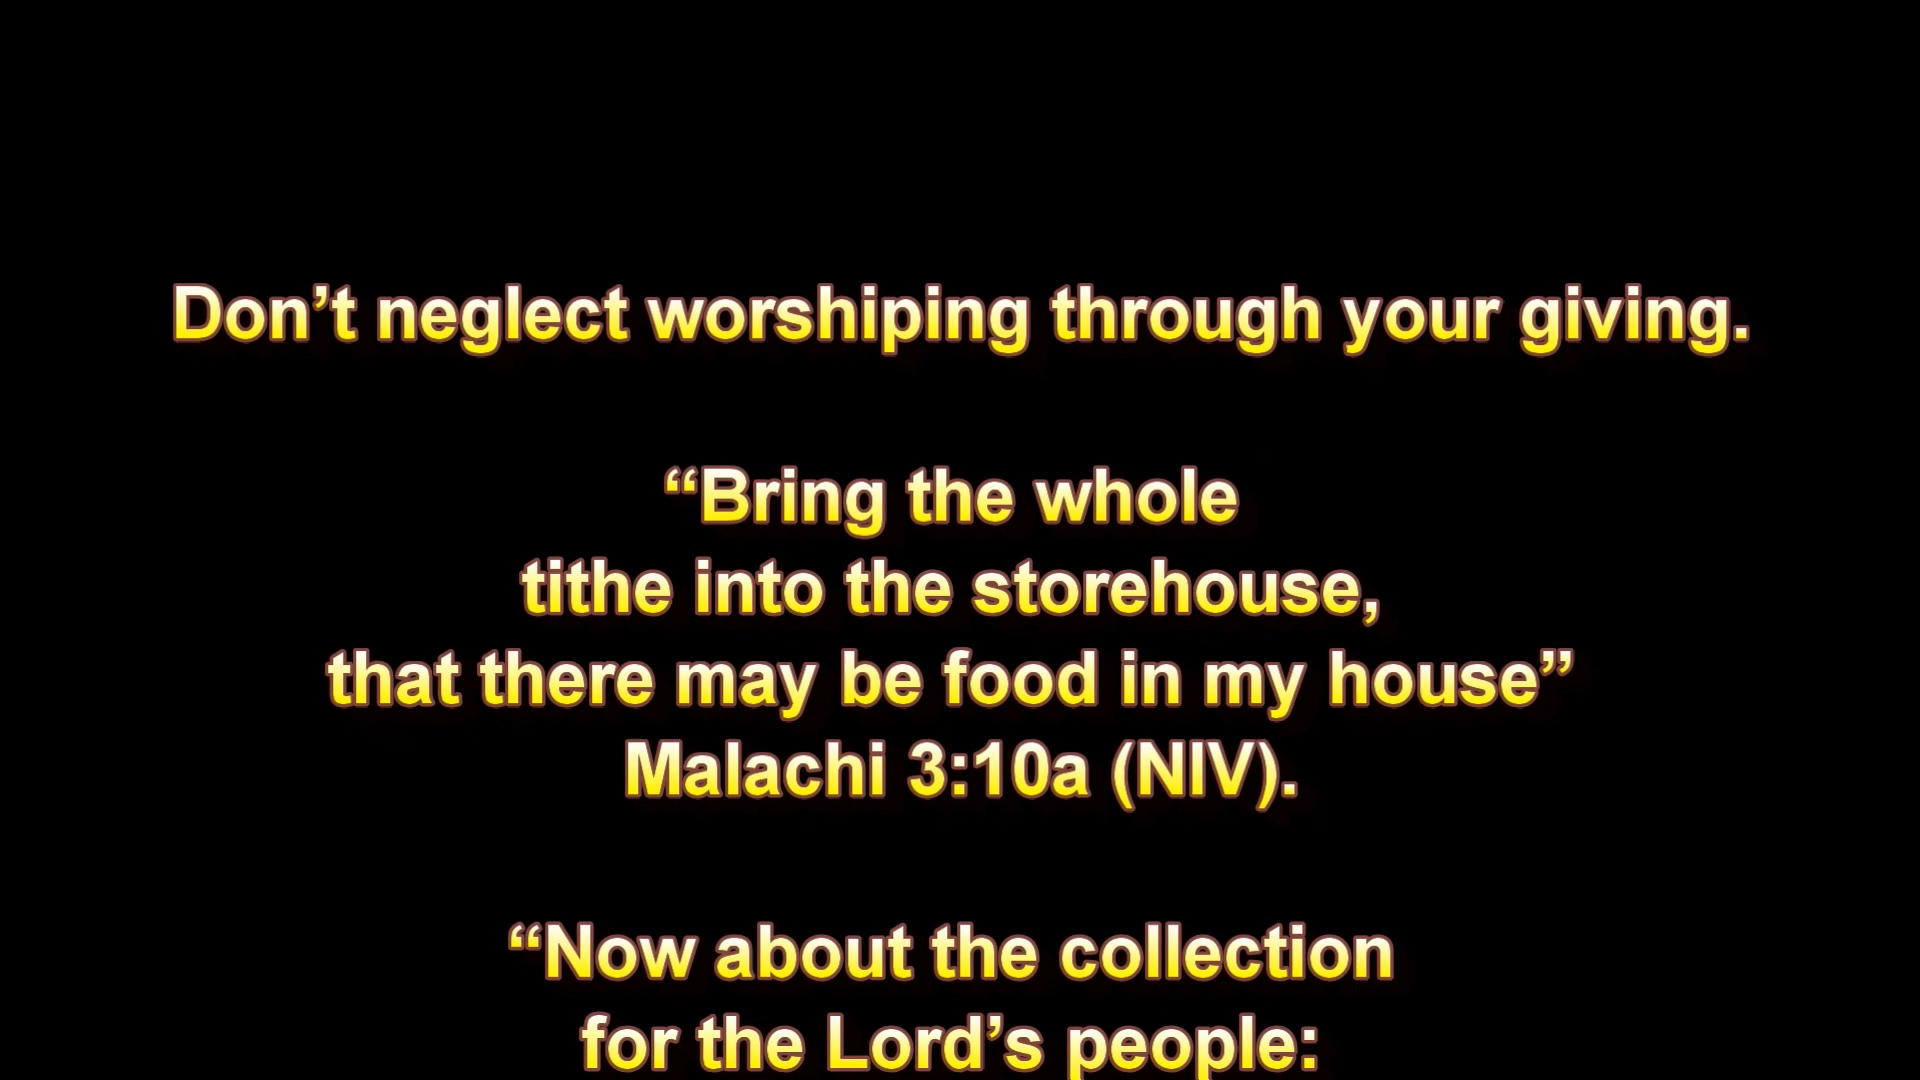 Don’t neglect worshiping through your giving.
“Bring the whole
tithe into the storehouse,
that there may be food in my house”
Malachi 3:10a (NIV).
“Now about the collection
for the Lord’s people: